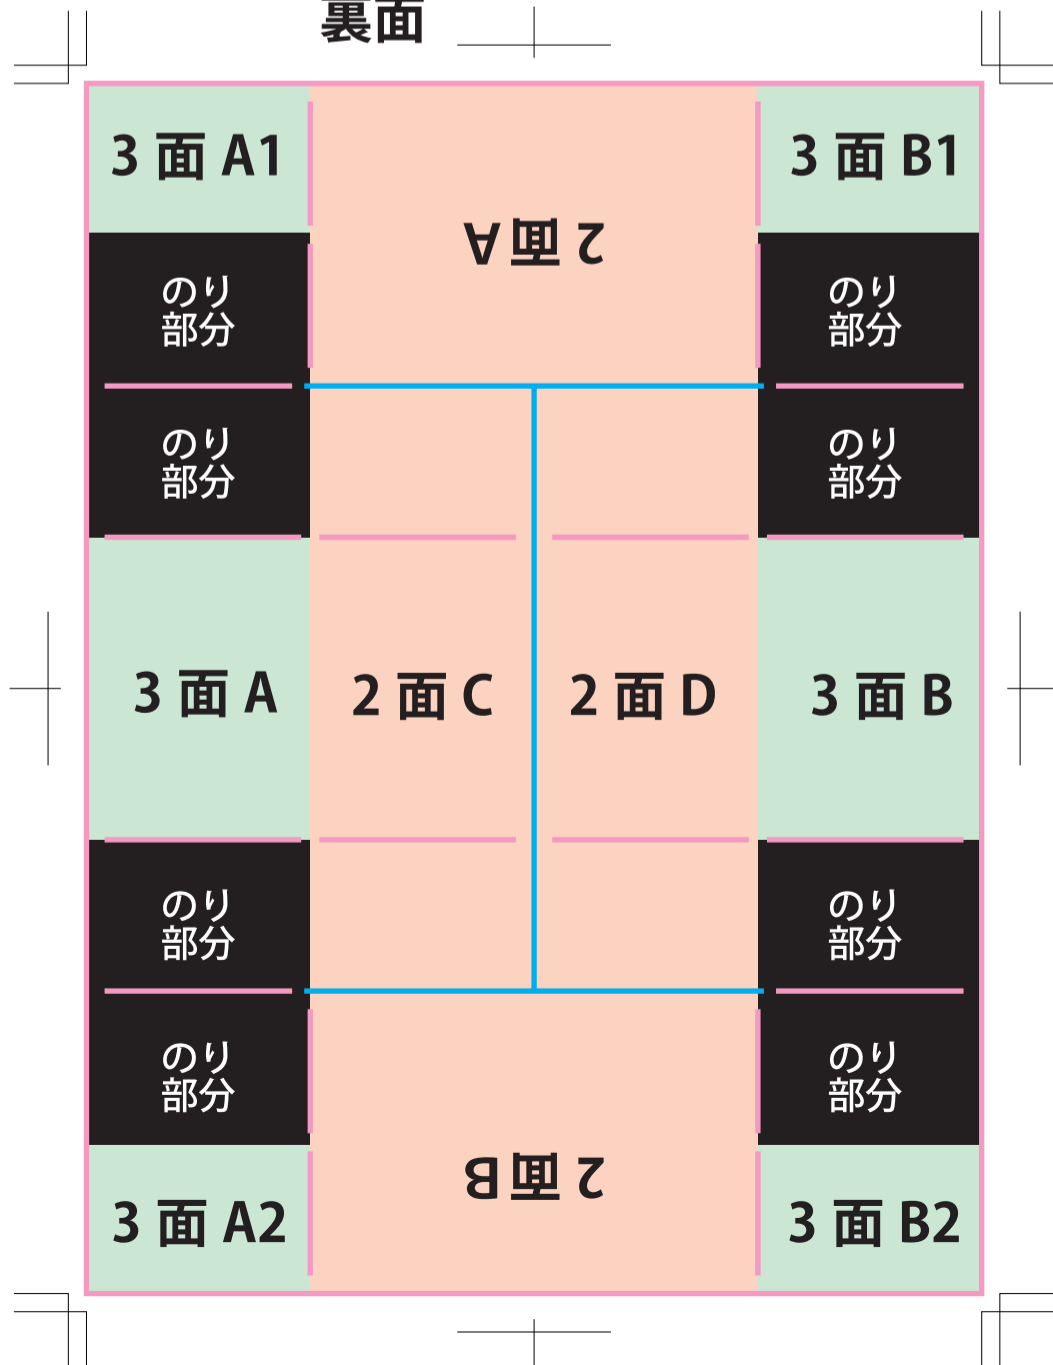 裏面
3 面 A1
2 面 A
3 面 B1
のり
部分
のり
部分
のり
部分
のり
部分
3 面 A
2 面 C
2 面 D
3 面 B
のり
部分
のり
部分
のり
部分
のり
部分
3 面 A2
2 面 B
3 面 B2